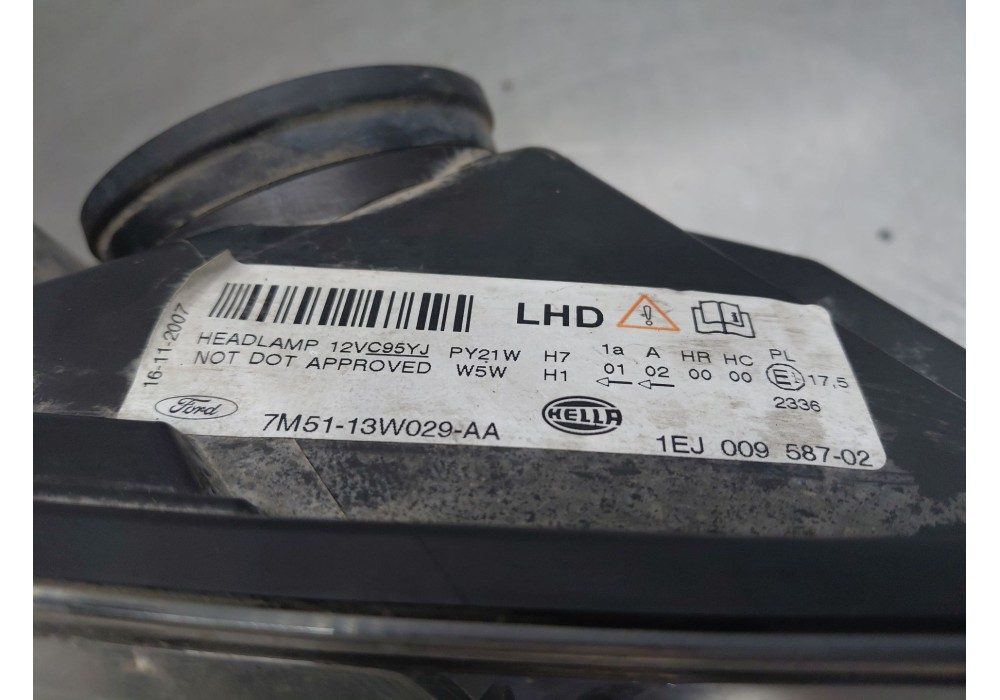 16-11-2007
LHD
HEADLAMP 12VC95YJ PY21W H7 1a A HR HC PL
NOT DOT APPROVED W5W H1 01 02 00 00 E1 17,5
2336
Ford
7M51-13W029-AA
HELLA
1EJ 009 587-02